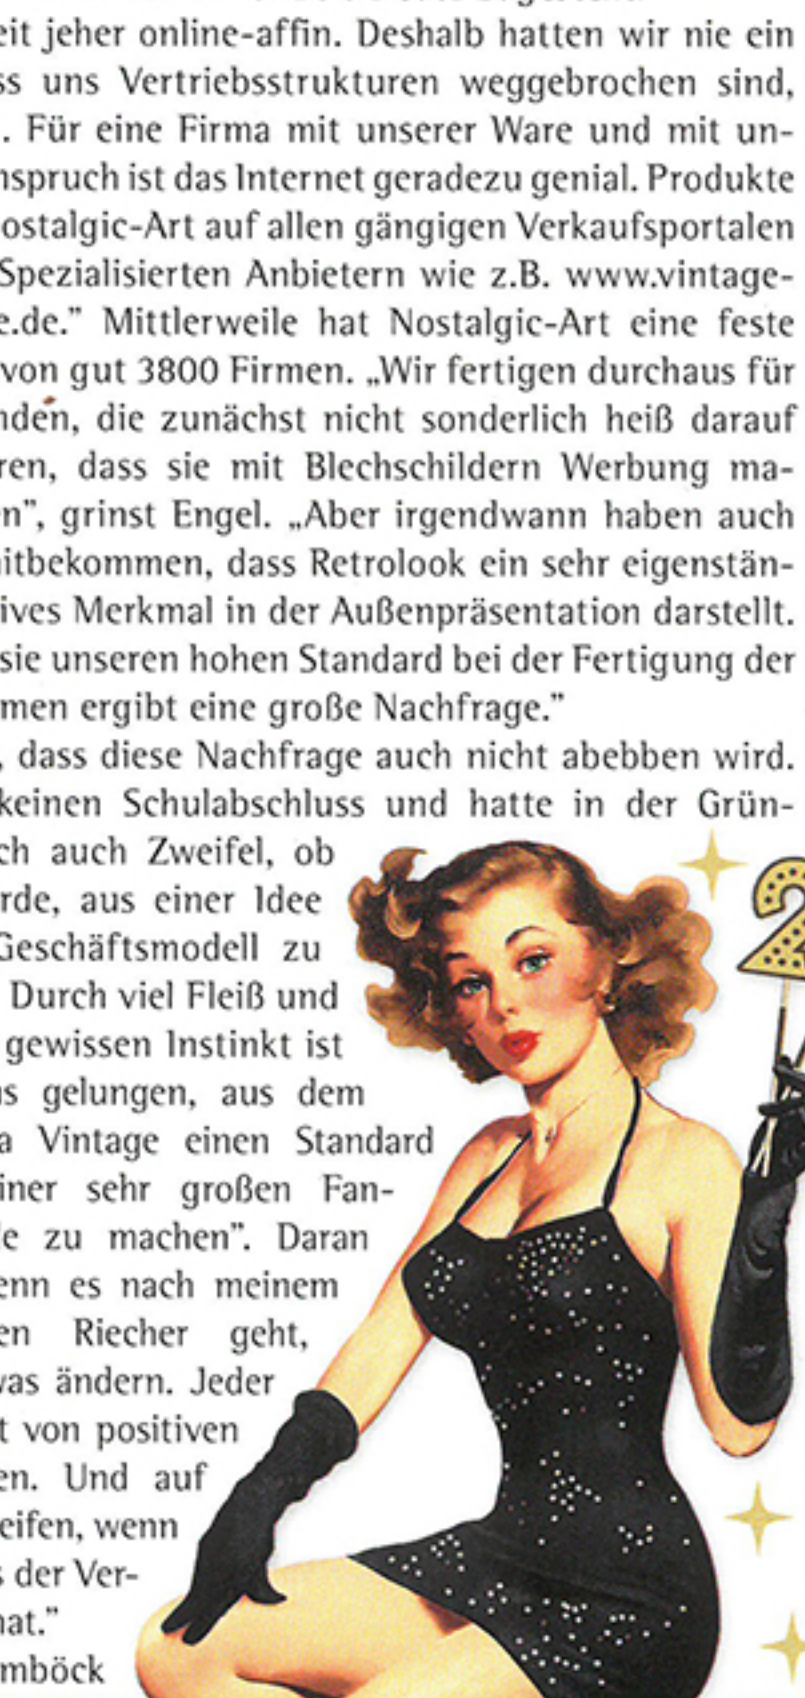 eit jeher online-affin. Deshalb hatten wir nie ein
ss uns Vertriebsstrukturen weggebrochen sind,
. Für eine Firma mit unserer Ware und mit un-
nspruch ist das Internet geradezu genial. Produkte
ostalgic-Art auf allen gängigen Verkaufsportalen
Spezialisierten Anbietern wie z.B. www.vintage-
e.de.” Mittlerweile hat Nostalgic-Art eine feste
von gut 3800 Firmen. „Wir fertigen durchaus für
nden, die zunächst nicht sonderlich heiß darauf
ren, dass sie mit Blechschildern Werbung ma-
n”, grinst Engel. „Aber irgendwann haben auch
itbekommen, dass Retrolook ein sehr eigenstän-
ives Merkmal in der Außenpräsentation darstellt.
sie unseren hohen Standard bei der Fertigung der
men ergibt eine große Nachfrage.”
, dass diese Nachfrage auch nicht abebben wird.
keinen Schulabschluss und hatte in der Grün-
ch auch Zweifel, ob
rde, aus einer Idee
Geschäftsmodell zu
Durch viel Fleiß und
gewissen Instinkt ist
ns gelungen, aus dem
a Vintage einen Standard
iner sehr großen Fan-
e zu machen”. Daran
enn es nach meinem
en Riecher geht,
was ändern. Jeder
t von positiven
en. Und auf
eifen, wenn
s der Ver-
hat.”
mböck
2